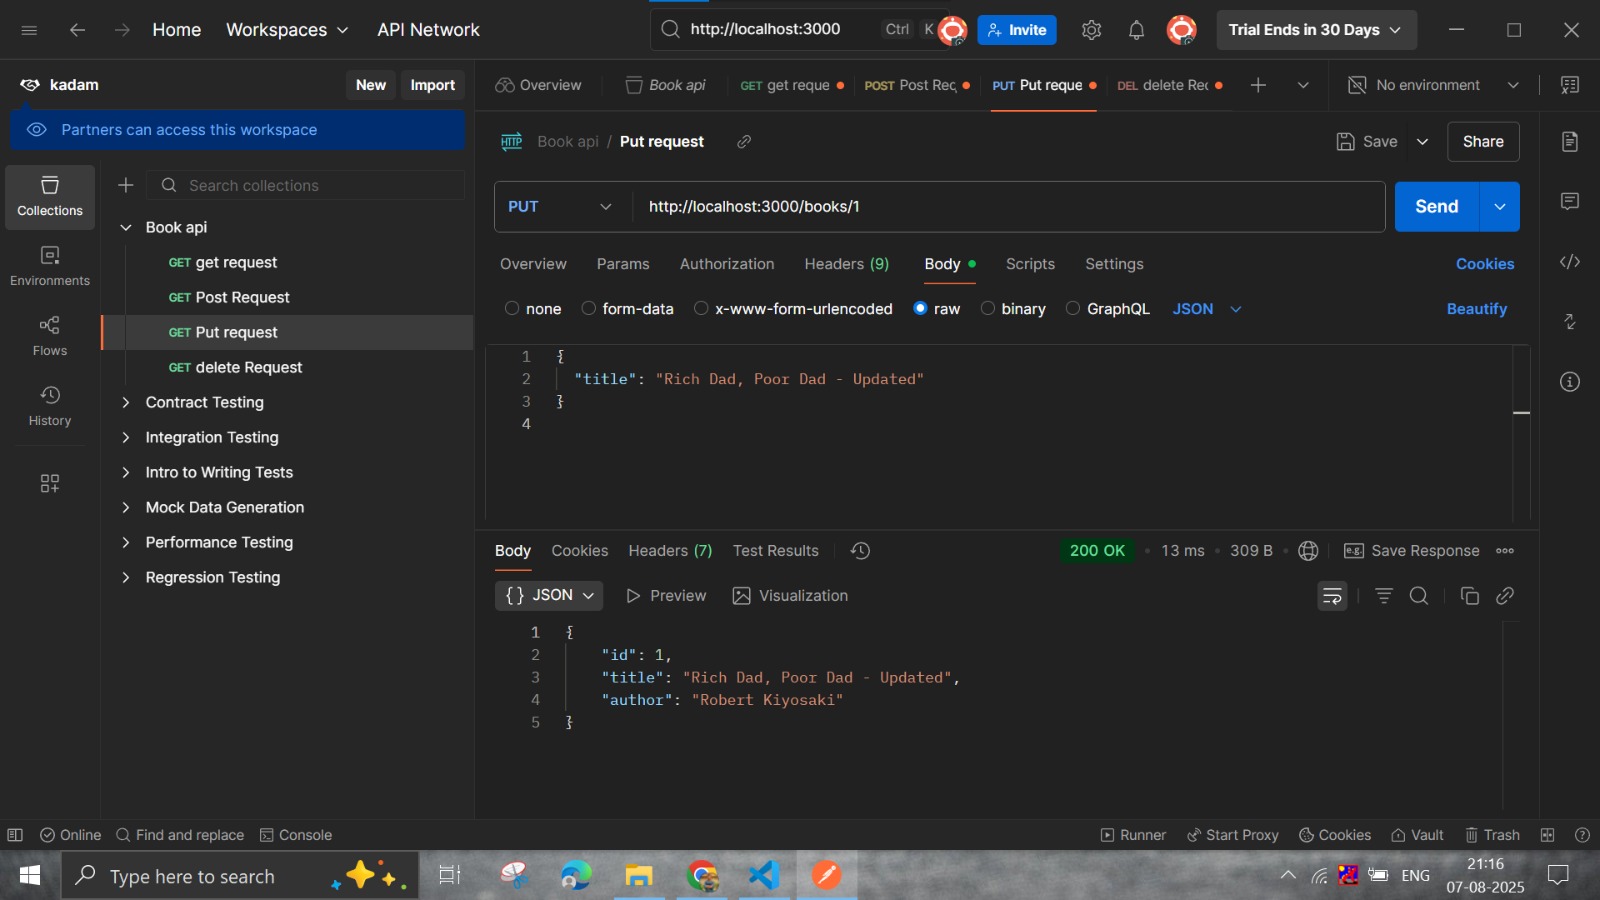 Home Workspaces API Network http://localhost:3000 Ctrl K Invite Trial Ends in 30 Days
kadam New Import
Overview Book api GET get reque POST Post Rec PUT Put reque DEL delete Rec No environment
Partners can access this workspace
Book api / Put request Save Share
Collections
Environments
Flows
History
Search collections
Book api
GET get request
GET Post Request
GET Put request
GET delete Request
Contract Testing
Integration Testing
Intro to Writing Tests
Mock Data Generation
Performance Testing
Regression Testing
PUT http://localhost:3000/books/1 Send
Overview Params Authorization Headers (9) Body Scripts Settings Cookies
none form-data x-www-form-urlencoded raw binary GraphQL JSON Beautify
1 {
2 "title": "Rich Dad, Poor Dad - Updated"
3 }
4
Body Cookies Headers (7) Test Results 200 OK 13 ms 309 B e.g. Save Response
{} JSON Preview Visualization
1 {
2 "id": 1,
3 "title": "Rich Dad, Poor Dad - Updated",
4 "author": "Robert Kiyosaki"
5 }
Online Find and replace Console Runner Start Proxy Cookies Vault Trash
Type here to search ENG 21:16
07-08-2025